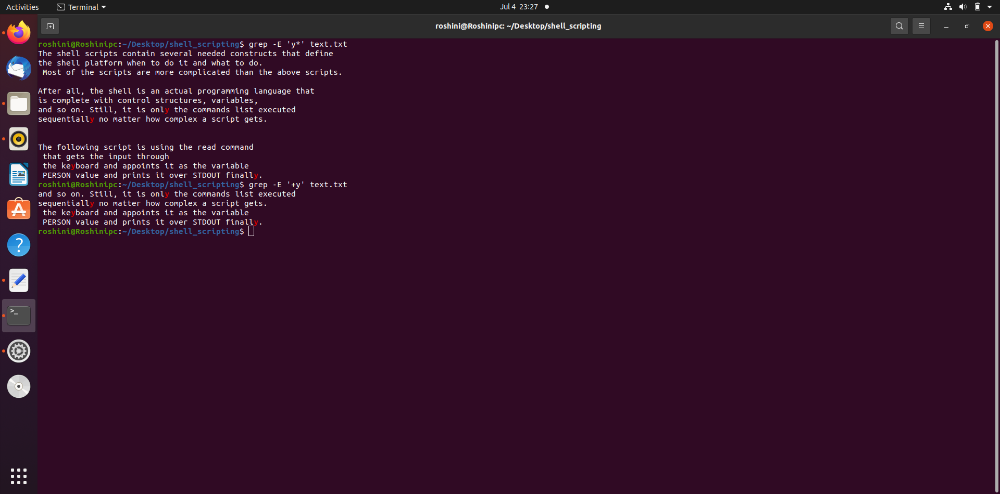 Activities Terminal Jul 4 23:27
roshini@Roshinipc: ~/Desktop/shell_scripting
roshini@Roshinipc:~/Desktop/shell_scripting$ grep -E 'y*' text.txt
The shell scripts contain several needed constructs that define
the shell platform when to do it and what to do.
 Most of the scripts are more complicated than the above scripts.

After all, the shell is an actual programming language that
is complete with control structures, variables,
and so on. Still, it is only the commands list executed
sequentially no matter how complex a script gets.


The following script is using the read command
 that gets the input through
 the keyboard and appoints it as the variable
 PERSON value and prints it over STDOUT finally.
roshini@Roshinipc:~/Desktop/shell_scripting$ grep -E '+y' text.txt
and so on. Still, it is only the commands list executed
sequentially no matter how complex a script gets.
 the keyboard and appoints it as the variable
 PERSON value and prints it over STDOUT finally.
roshini@Roshinipc:~/Desktop/shell_scripting$